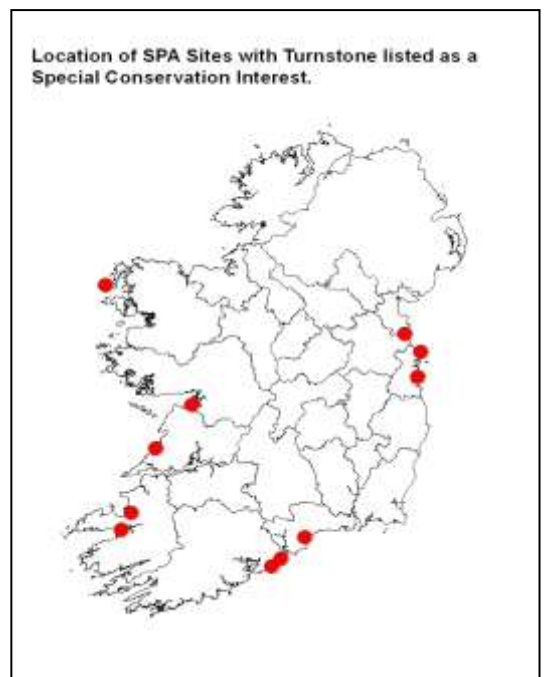 Location of SPA Sites with Turnstone listed as a
Special Conservation Interest.